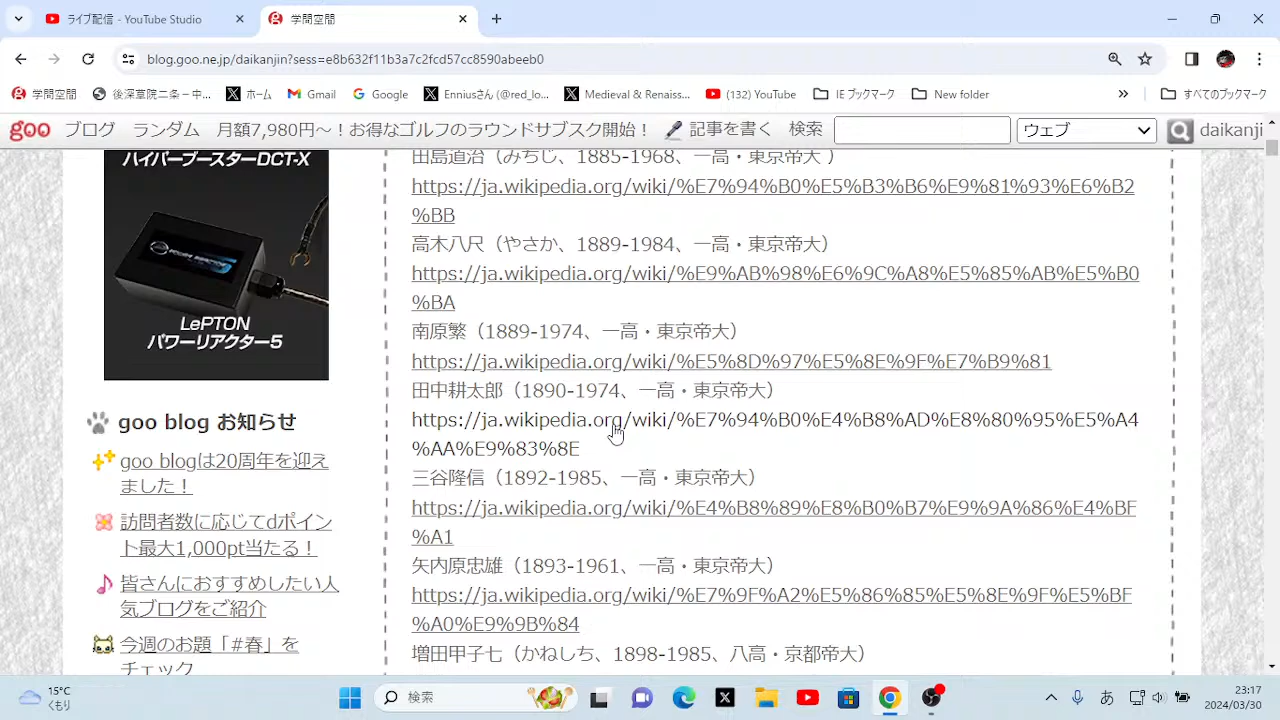 ライブ配信 - YouTube Studio
学問空間
blog.goo.ne.jp/daikanjin?sess=e8b632f11b3a7c2fcd57cc8590abeeb0
学問空間
後深草院二条 − 中...
ホーム
Gmail
Google
Enniusさん (@red_lo...
Medieval & Renaiss...
(132) YouTube
IE ブックマーク
New folder
すべてのブックマーク
goo ブログ ランダム 月額7,980円～！お得なゴルフのラウンドサブスク開始！ 記事を書く 検索 ウェブ daikanji
ハイパーブースターDCT-X
LePTON
パワーリアクター5
goo blog お知らせ
goo blogは20周年を迎え
ました！
訪問者数に応じてdポイン
ト最大1,000pt当たる！
皆さんにおすすめしたい人
気ブログをご紹介
今週のお題「#春」を
チェック
田島道治（みちじ、1885-1968、一高・東京帝大 ）
https://ja.wikipedia.org/wiki/%E7%94%B0%E5%B3%B6%E9%81%93%E6%B2
%BB
高木八尺（やさか、1889-1984、一高・東京帝大）
https://ja.wikipedia.org/wiki/%E9%AB%98%E6%9C%A8%E5%85%AB%E5%B0
%BA
南原繁（1889-1974、一高・東京帝大）
https://ja.wikipedia.org/wiki/%E5%8D%97%E5%8E%9F%E7%B9%81
田中耕太郎（1890-1974、一高・東京帝大）
https://ja.wikipedia.org/wiki/%E7%94%B0%E4%B8%AD%E8%80%95%E5%A4
%AA%E9%83%8E
三谷隆信（1892-1985、一高・東京帝大）
https://ja.wikipedia.org/wiki/%E4%B8%89%E8%B0%B7%E9%9A%86%E4%BF
%A1
矢内原忠雄（1893-1961、一高・東京帝大）
https://ja.wikipedia.org/wiki/%E7%9F%A2%E5%86%85%E5%8E%9F%E5%BF
%A0%E9%9B%84
増田甲子七（かねしち、1898-1985、八高・京都帝大）
15°C
くもり
検索
あ
23:17
2024/03/30